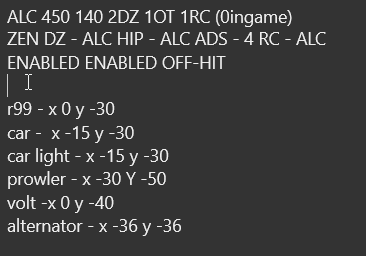 ALC 450 140 2DZ 1OT 1RC (0ingame)
ZEN DZ - ALC HIP - ALC ADS - 4 RC - ALC
ENABLED ENABLED OFF-HIT
r99 - x 0 y -30
car -  x -15 y -30
car light - x -15 y -30
prowler - x -30 Y -50
volt -x 0 y -40
alternator - x -36 y -36